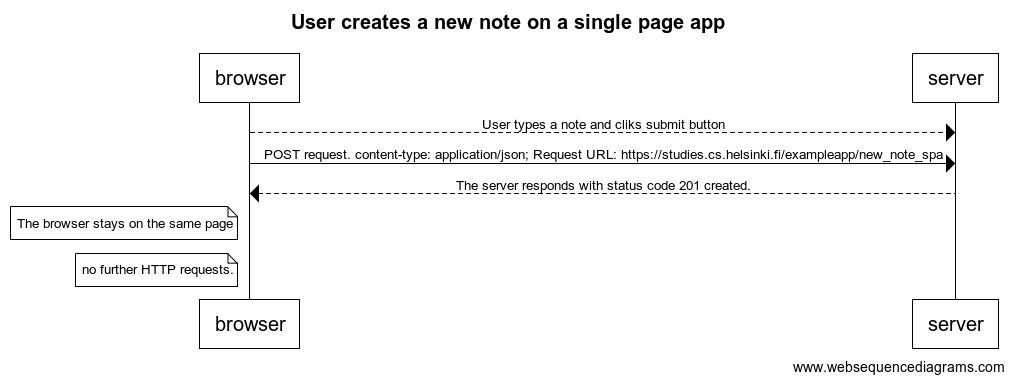 User creates a new note on a single page app
browser
server
User types a note and cliks submit button
POST request. content-type: application/json; Request URL: https://studies.cs.helsinki.fi/exampleapp/new_note_spa
The server responds with status code 201 created.
The browser stays on the same page
no further HTTP requests.
browser
server
www.websequencediagrams.com